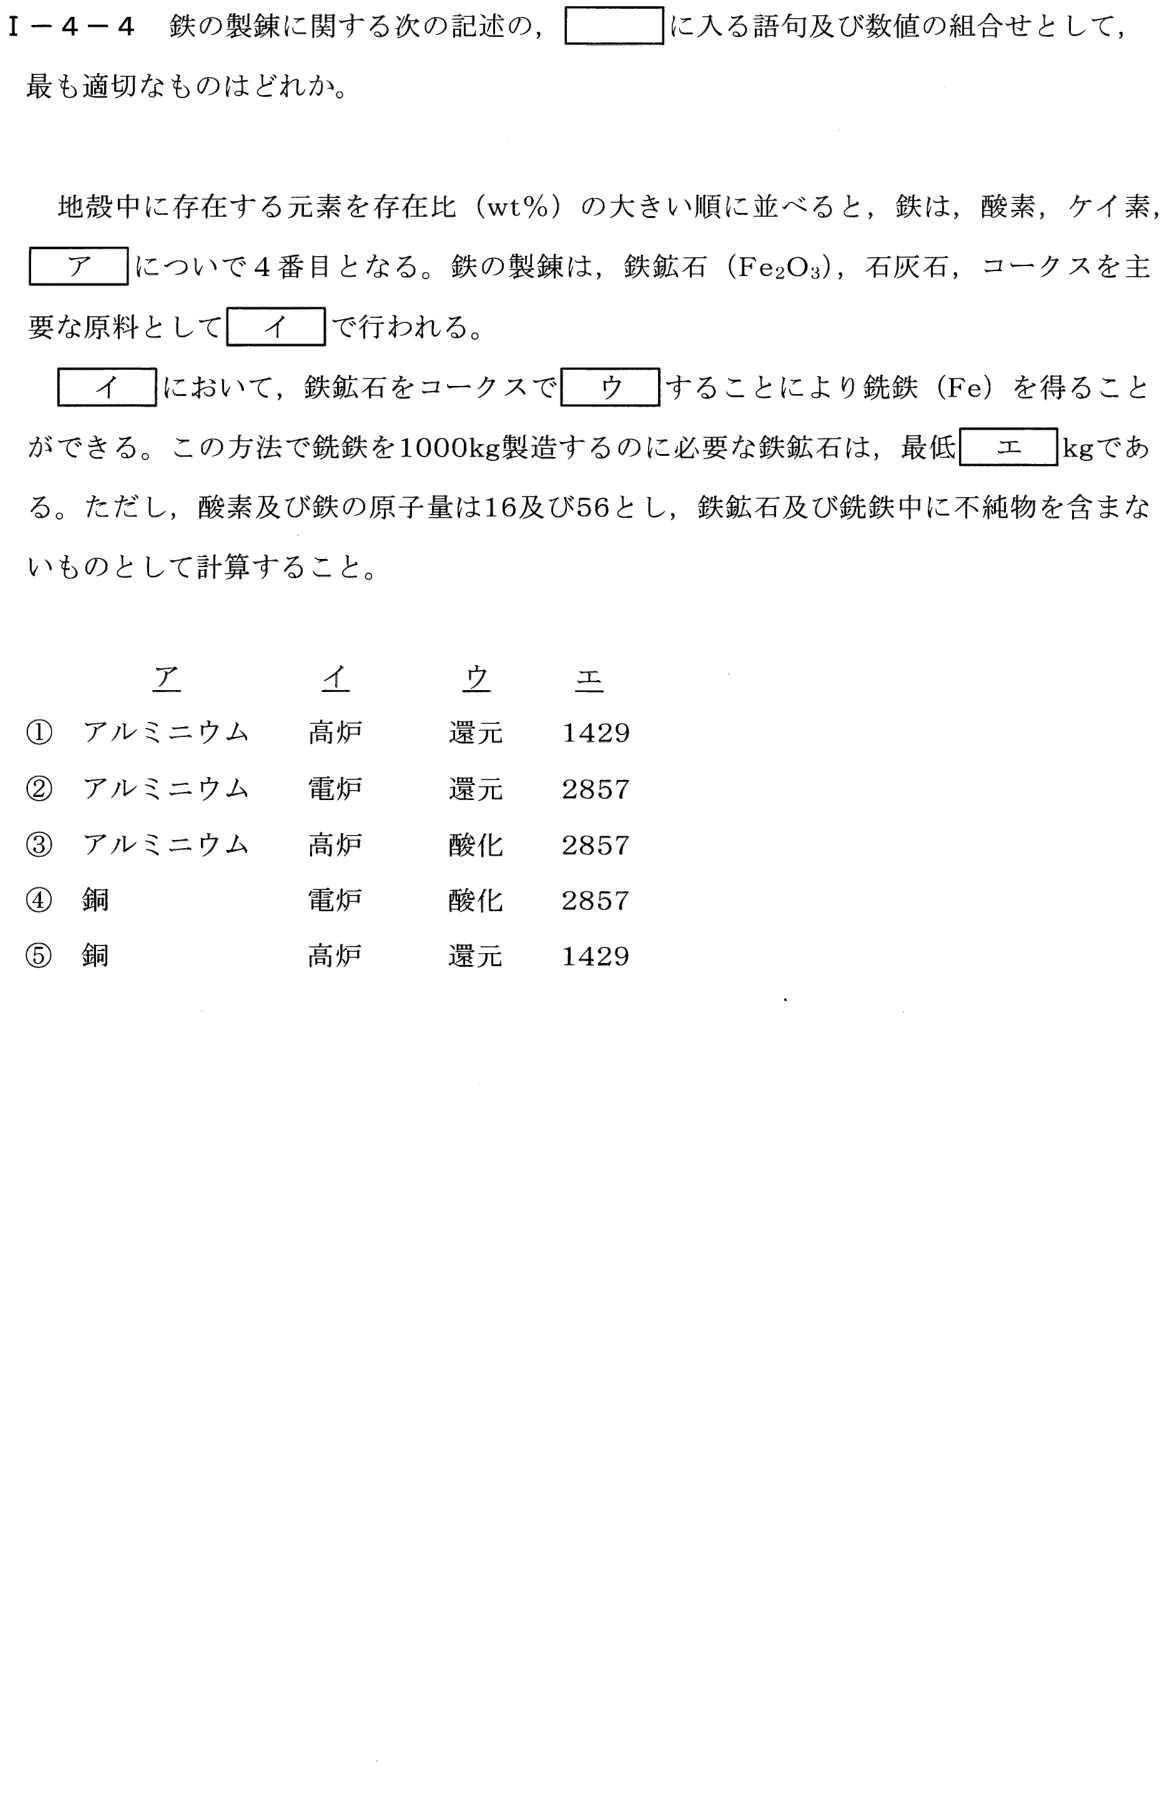 Ⅰ－4－4　鉄の製錬に関する次の記述の，　　　に入る語句及び数値の組合せとして，
最も適切なものはどれか。
地殻中に存在する元素を存在比（wt%）の大きい順に並べると，鉄は，酸素，ケイ素，
ア　についで４番目となる。鉄の製錬は，鉄鉱石（Fe₂O₃），石灰石，コークスを主
要な原料として　イ　で行われる。
イ　において，鉄鉱石をコークスで　ウ　することにより銑鉄（Fe）を得ること
ができる。この方法で銑鉄を1000kg製造するのに必要な鉄鉱石は，最低　エ　kgであ
る。ただし，酸素及び鉄の原子量は16及び56とし，鉄鉱石及び銑鉄中に不純物を含まな
いものとして計算すること。
ア　イ　ウ　エ
①　アルミニウム　高炉　還元　1429
②　アルミニウム　電炉　還元　2857
③　アルミニウム　高炉　酸化　2857
④　銅　電炉　酸化　2857
⑤　銅　高炉　還元　1429